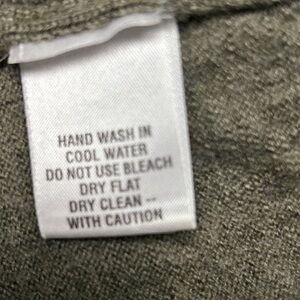 HAND WASH IN
COOL WATER
DO NOT USE BLEACH
DRY FLAT
DRY CLEAN --
WITH CAUTION